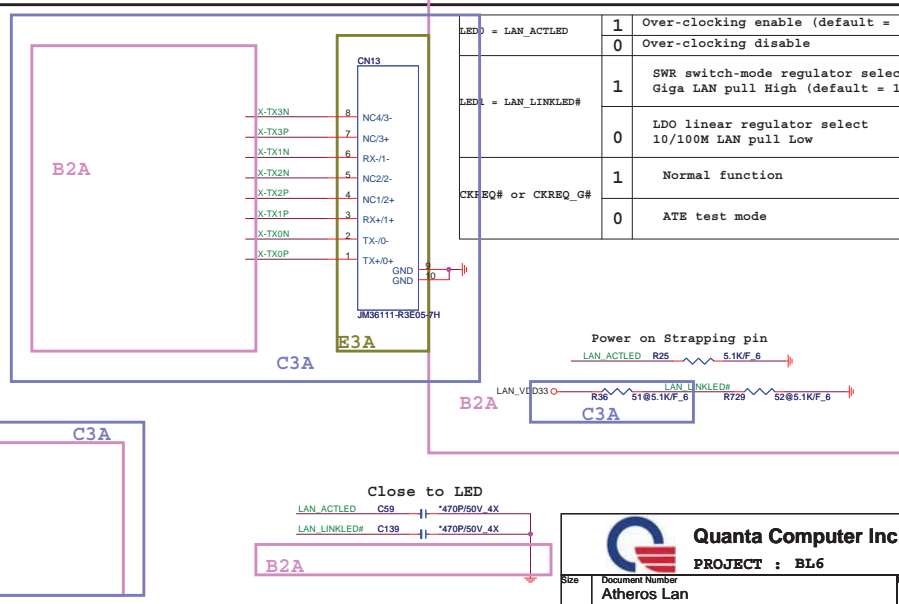 LED0 = LAN_ACTLED
1 Over-clocking enable (default =
0 Over-clocking disable
LED1 = LAN_LINKLED#
1 SWR switch-mode regulator selec
Giga LAN pull High (default = 1
0 LDO linear regulator select
10/100M LAN pull Low
CKREQ# or CKREQ_G#
1 Normal function
0 ATE test mode
CN13
X-TX3N 8 NC4/3-
X-TX3P 7 NC/3+
X-TX1N 6 RX-/1-
X-TX2N 5 NC2/2-
X-TX2P 4 NC1/2+
X-TX1P 3 RX+/1+
X-TX0N 2 TX-/0-
X-TX0P 1 TX+/0+
GND 9
GND 10
JM36111-R3E05-7H
B2A
E3A
C3A
Power on Strapping pin
LAN_ACTLED R25 5.1K/F_6
LAN_VDD33 R36 51@5.1K/F_6 LAN_LINKLED# R729 52@5.1K/F_6
B2A
C3A
C3A
Close to LED
LAN_ACTLED C59 *470P/50V_4X
LAN_LINKLED# C139 *470P/50V_4X
B2A
Quanta Computer Inc
PROJECT : BL6
Size Document Number
Atheros Lan